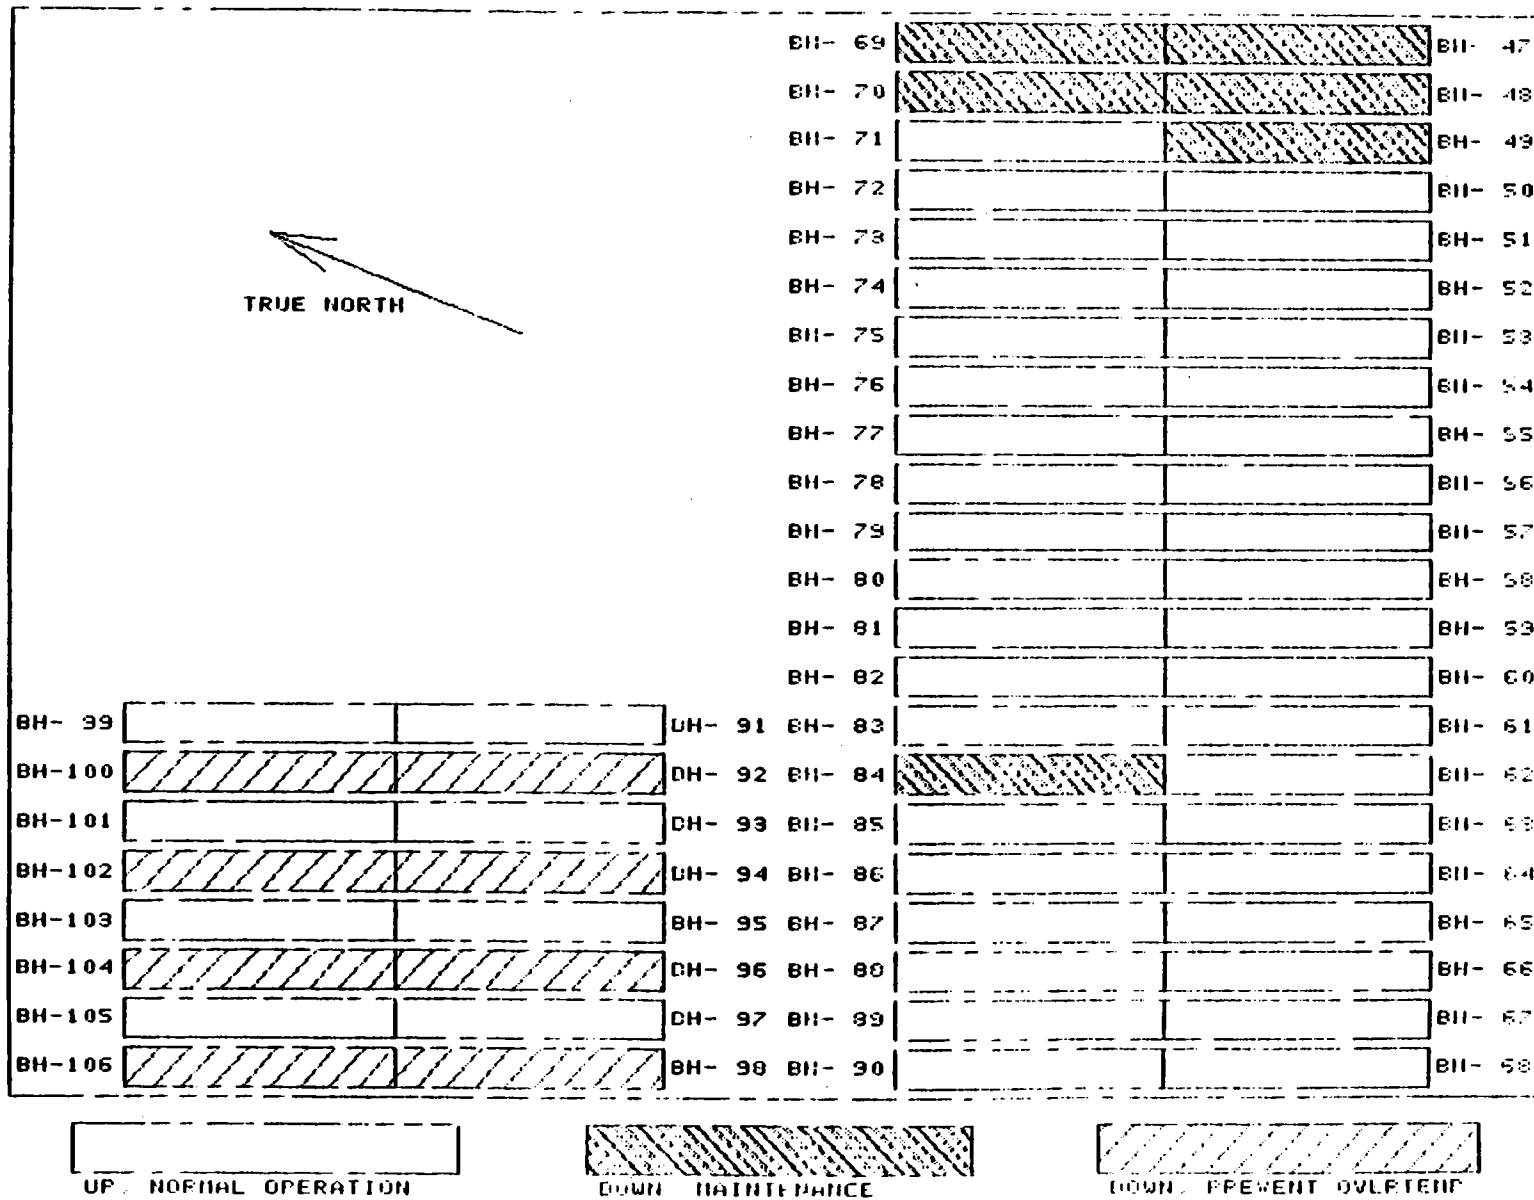 BH- 69 BH- 47
BH- 70 BH- 48
BH- 71 BH- 49
BH- 72 BH- 50
BH- 73 BH- 51
BH- 74 BH- 52
BH- 75 BH- 53
BH- 76 BH- 54
BH- 77 BH- 55
BH- 78 BH- 56
BH- 79 BH- 57
BH- 80 BH- 58
BH- 81 BH- 59
BH- 82 BH- 60
TRUE NORTH
BH- 99 BH- 91 BH- 83 BH- 61
BH-100 BH- 92 BH- 84 BH- 62
BH-101 BH- 93 BH- 85 BH- 63
BH-102 BH- 94 BH- 86 BH- 64
BH-103 BH- 95 BH- 87 BH- 65
BH-104 BH- 96 BH- 88 BH- 66
BH-105 BH- 97 BH- 89 BH- 67
BH-106 BH- 98 BH- 90 BH- 68
UP, NORMAL OPERATION
DOWN MAINTENANCE
DOWN, PREVENT OVERTEMP